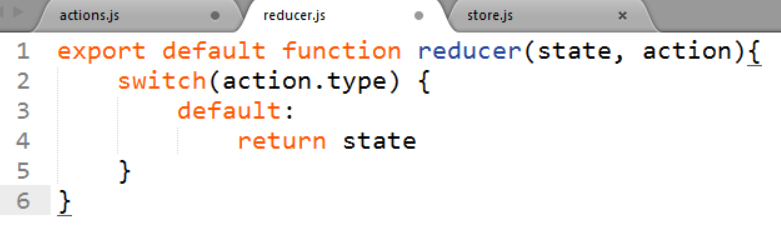 actions.js reducer.js store.js
1 export default function reducer(state, action){
2 switch(action.type) {
3 default:
4 return state
5 }
6 }